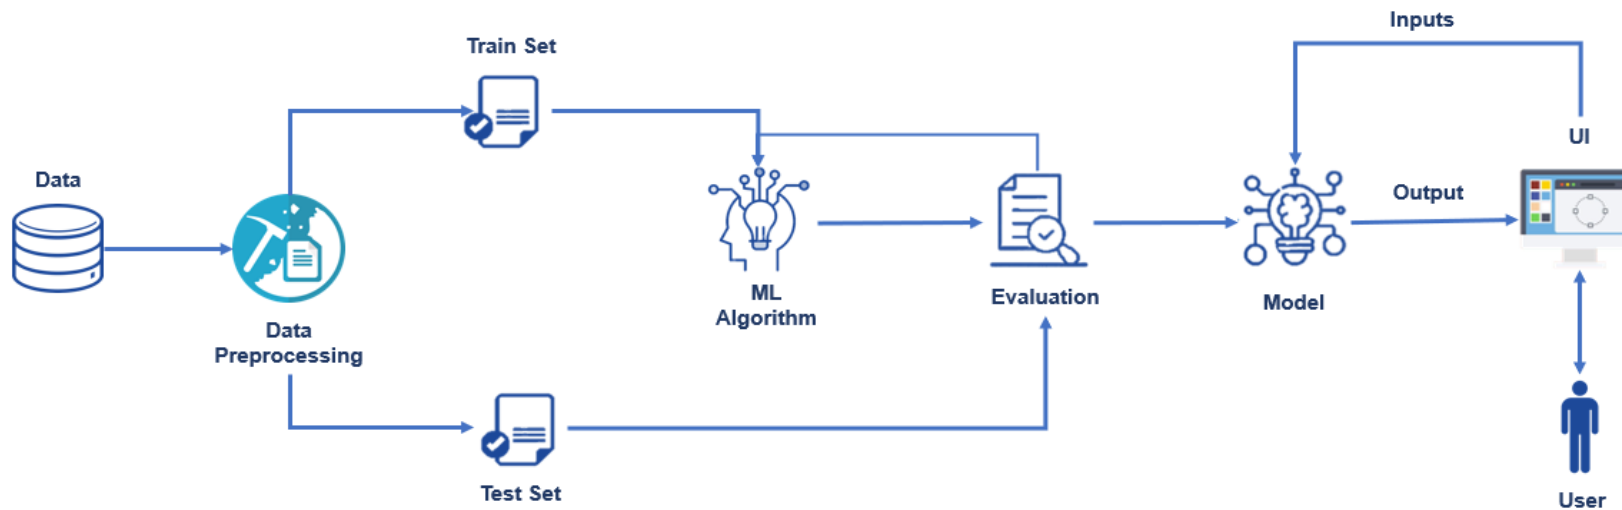 Inputs
Train Set
UI
Data
Output
ML
Algorithm
Evaluation
Model
Data
Preprocessing
Test Set
User